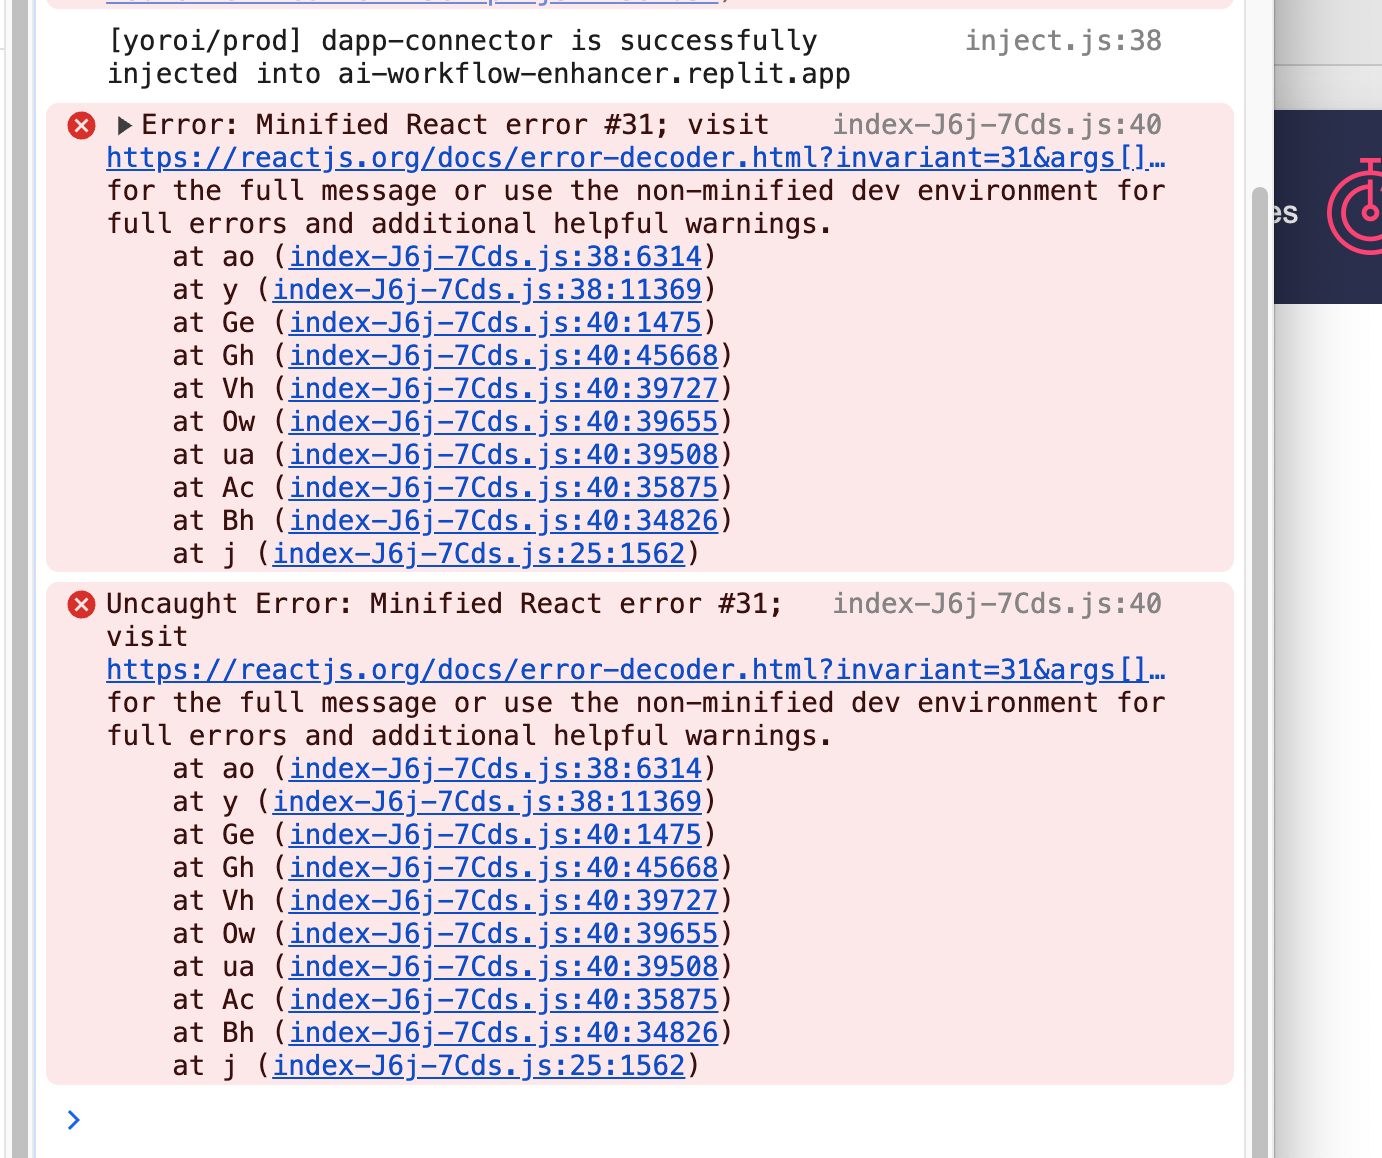 [yoroi/prod] dapp-connector is successfully inject.js:38
injected into ai-workflow-enhancer.replit.app
Error: Minified React error #31; visit index-J6j-7Cds.js:40
https://reactjs.org/docs/error-decoder.html?invariant=31&args[]…
for the full message or use the non-minified dev environment for
full errors and additional helpful warnings.
at ao (index-J6j-7Cds.js:38:6314)
at y (index-J6j-7Cds.js:38:11369)
at Ge (index-J6j-7Cds.js:40:1475)
at Gh (index-J6j-7Cds.js:40:45668)
at Vh (index-J6j-7Cds.js:40:39727)
at Ow (index-J6j-7Cds.js:40:39655)
at ua (index-J6j-7Cds.js:40:39508)
at Ac (index-J6j-7Cds.js:40:35875)
at Bh (index-J6j-7Cds.js:40:34826)
at j (index-J6j-7Cds.js:25:1562)
Uncaught Error: Minified React error #31; index-J6j-7Cds.js:40
visit
https://reactjs.org/docs/error-decoder.html?invariant=31&args[]…
for the full message or use the non-minified dev environment for
full errors and additional helpful warnings.
at ao (index-J6j-7Cds.js:38:6314)
at y (index-J6j-7Cds.js:38:11369)
at Ge (index-J6j-7Cds.js:40:1475)
at Gh (index-J6j-7Cds.js:40:45668)
at Vh (index-J6j-7Cds.js:40:39727)
at Ow (index-J6j-7Cds.js:40:39655)
at ua (index-J6j-7Cds.js:40:39508)
at Ac (index-J6j-7Cds.js:40:35875)
at Bh (index-J6j-7Cds.js:40:34826)
at j (index-J6j-7Cds.js:25:1562)
es